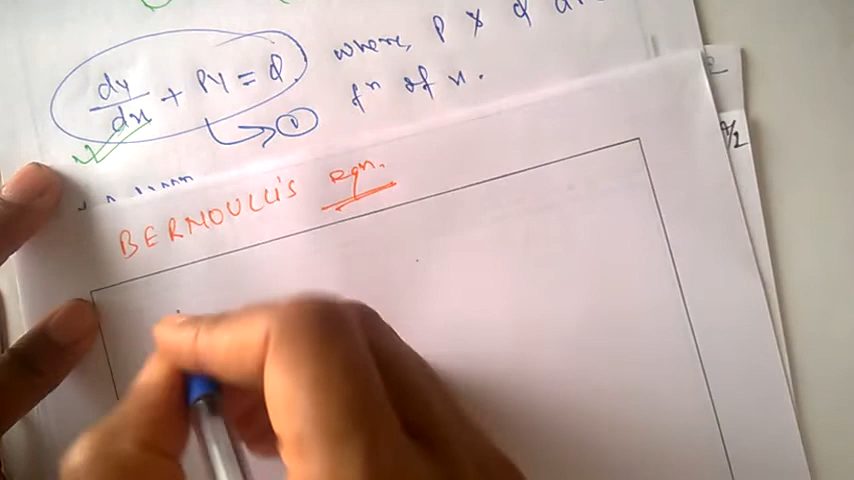 dy/dx + Py = Q, where, P & Q
①
fⁿ of x.
BERNOULLI'S eqn.